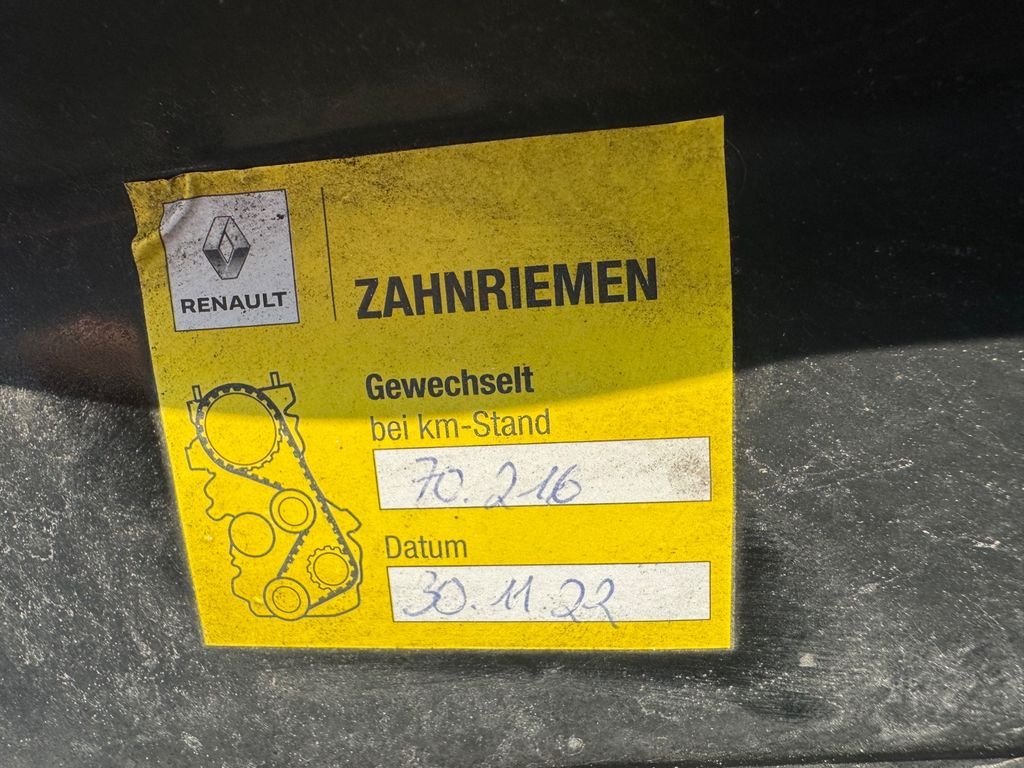 RENAULT
ZAHNRIEMEN
Gewechselt
bei km-Stand
70.216
Datum
30.11.22